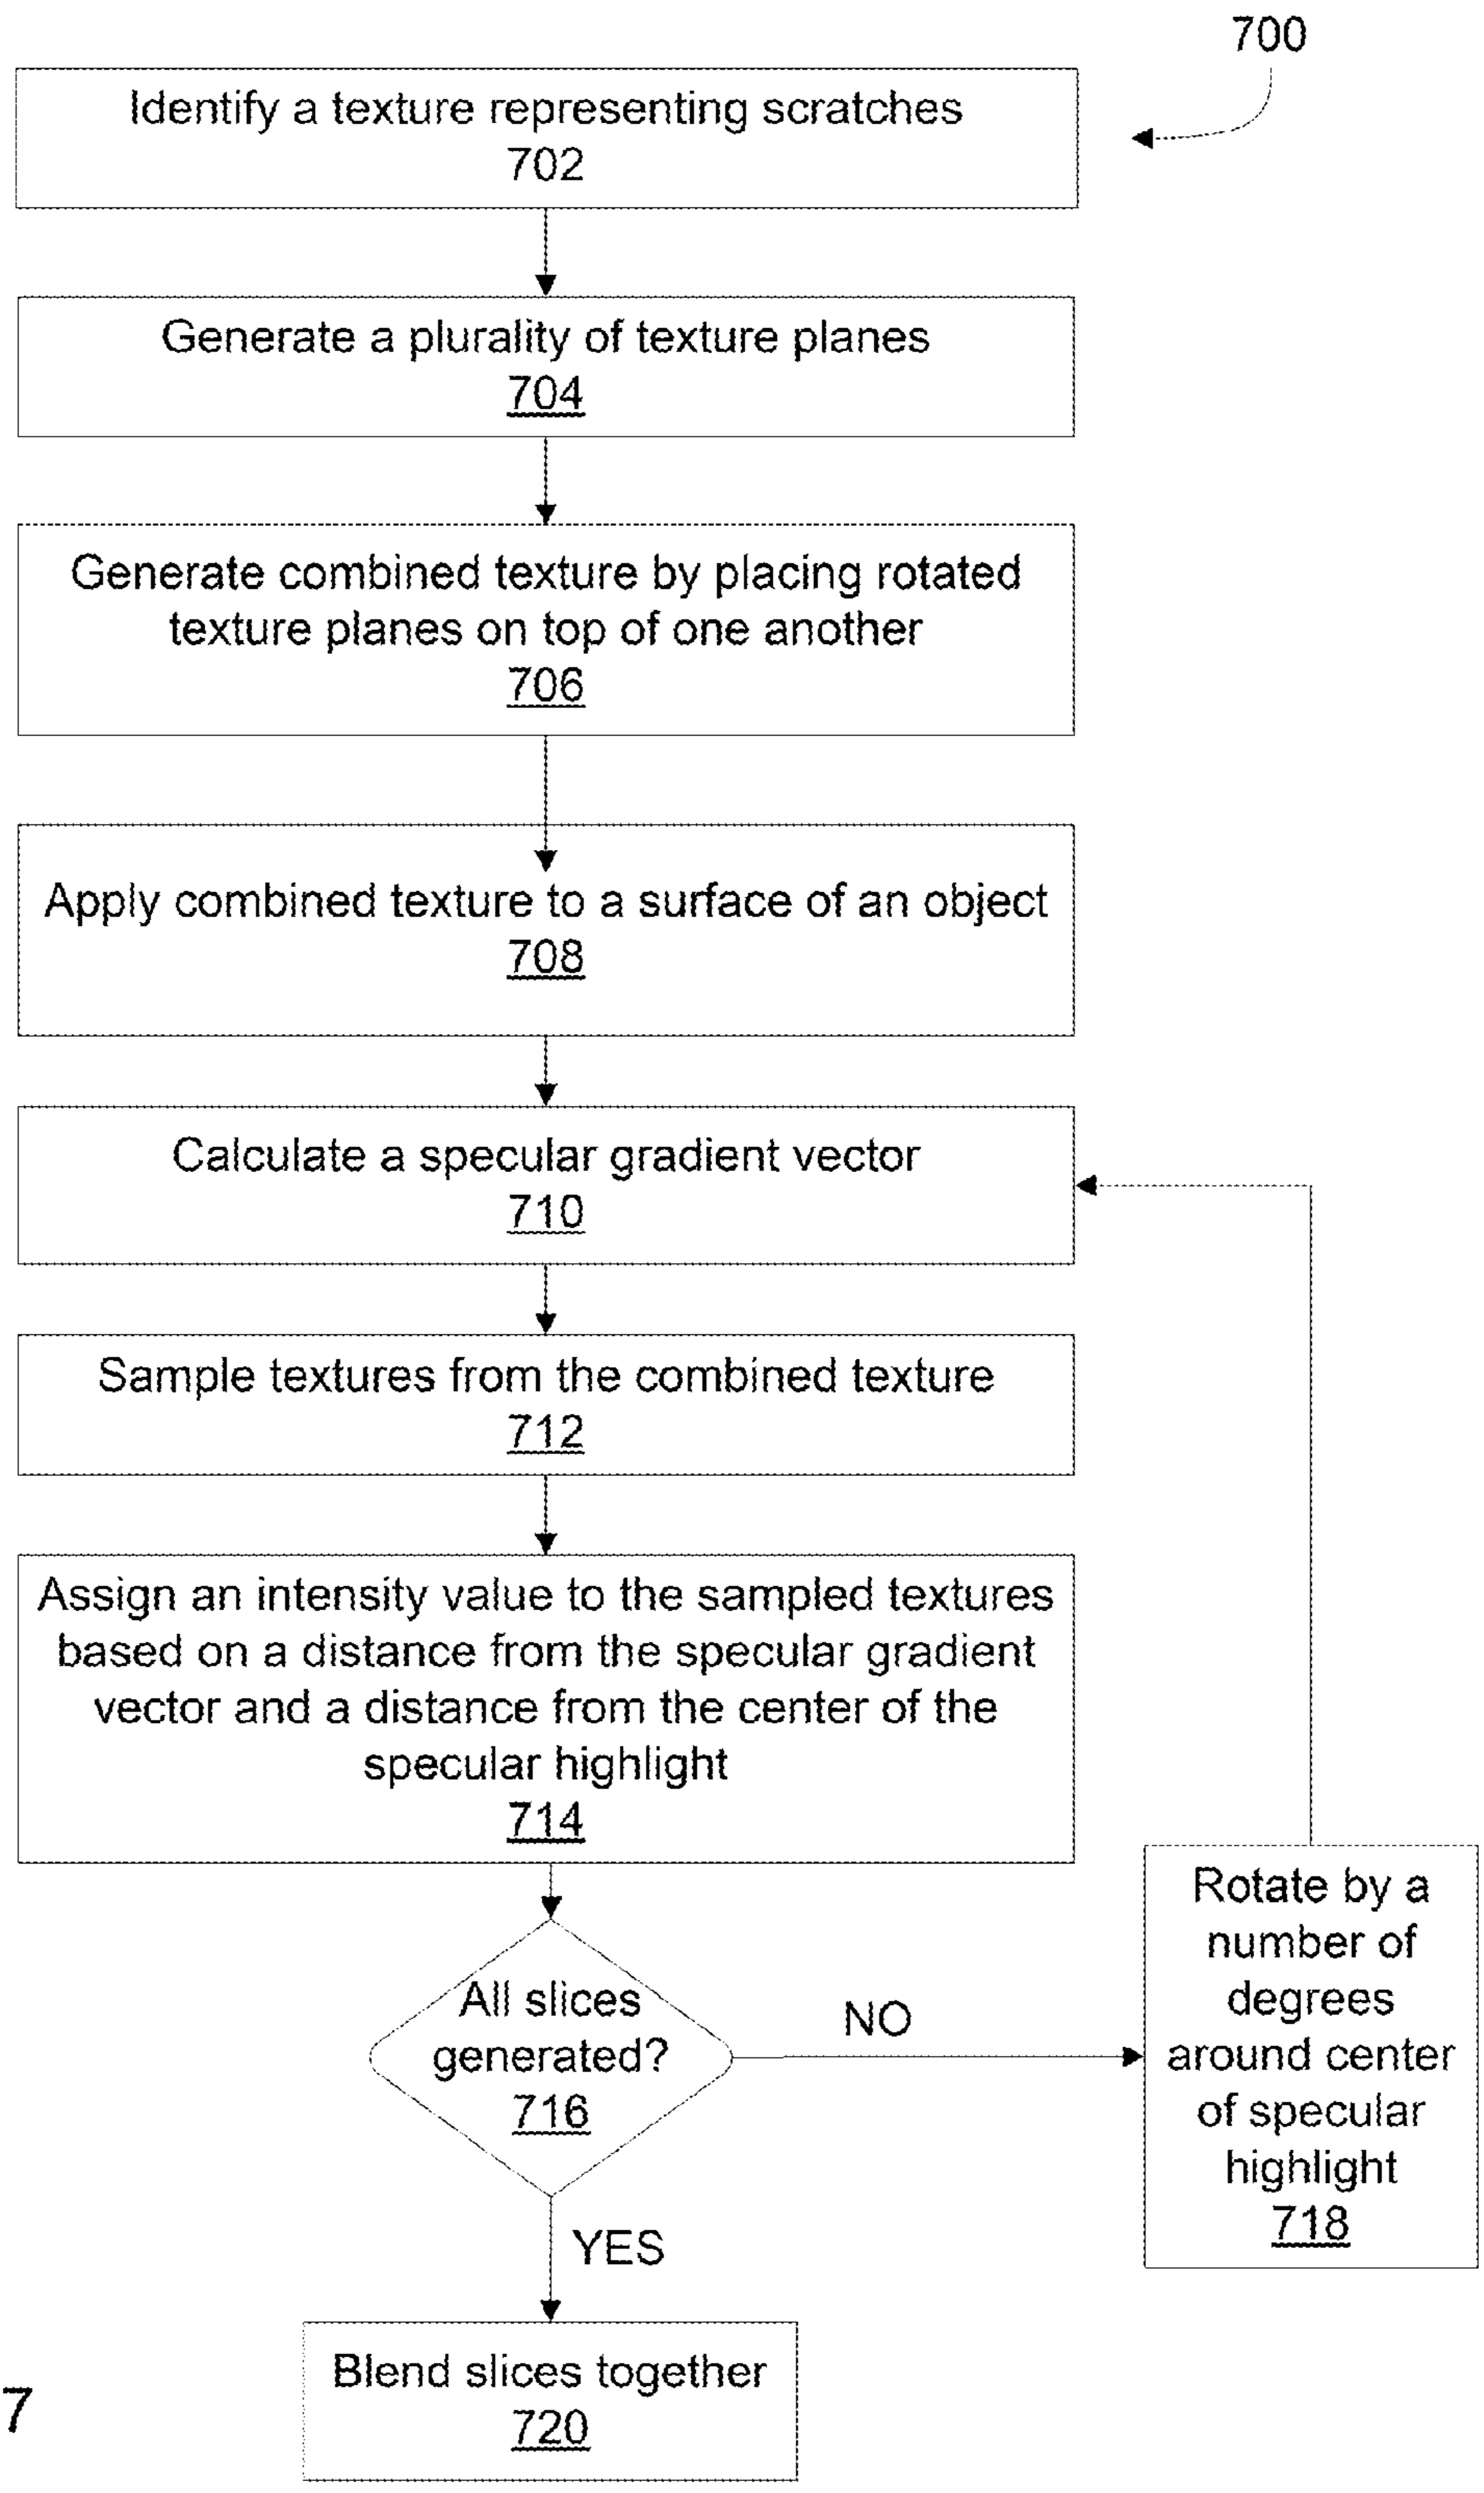 700
Identify a texture representing scratches
702
Generate a plurality of texture planes
704
Generate combined texture by placing rotated
texture planes on top of one another
706
Apply combined texture to a surface of an object
708
Calculate a specular gradient vector
710
Sample textures from the combined texture
712
Assign an intensity value to the sampled textures
based on a distance from the specular gradient
vector and a distance from the center of the
specular highlight
714
All slices
generated?
716
NO
Rotate by a
number of
degrees
around center
of specular
highlight
718
YES
Blend slices together
720
7